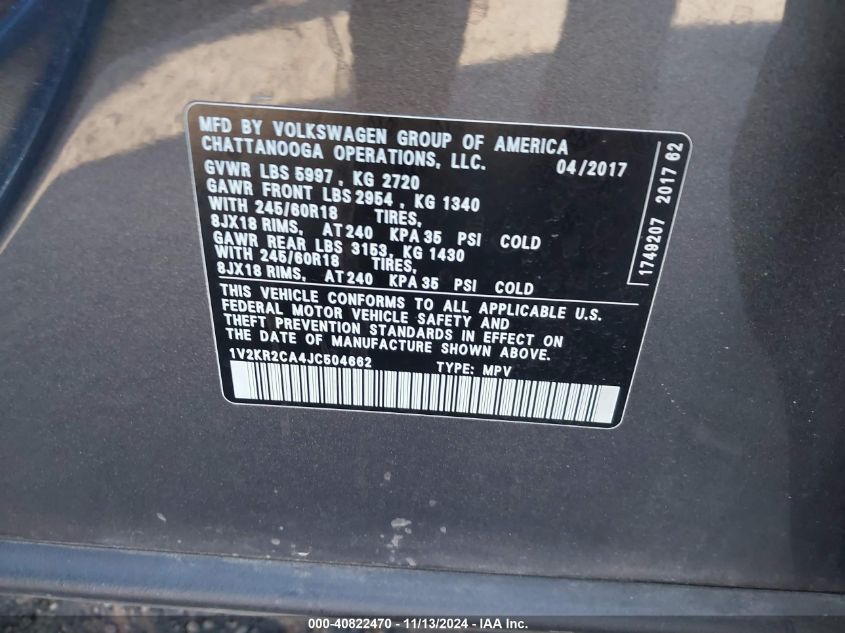 MFD BY VOLKSWAGEN GROUP OF AMERICA
CHATTANOOGA OPERATIONS, LLC. 04/2017
GVWR LBS 5997 , KG 2720
GAWR FRONT LBS 2954 , KG 1340
WITH 245/60R18 TIRES,
8JX18 RIMS, AT 240 KPA 35 PSI COLD
GAWR REAR LBS 3153, KG 1430
WITH 245/60R18 TIRES,
8JX18 RIMS, AT 240 KPA 35 PSI COLD
THIS VEHICLE CONFORMS TO ALL APPLICABLE U.S.
FEDERAL MOTOR VEHICLE SAFETY AND
THEFT PREVENTION STANDARDS IN EFFECT ON
THE DATE OF MANUFACTURE SHOWN ABOVE.
1V2KR2CA4JC504662 TYPE: MPV
1749207 2017 62
000-40822470 - 11/13/2024 - IAA Inc.